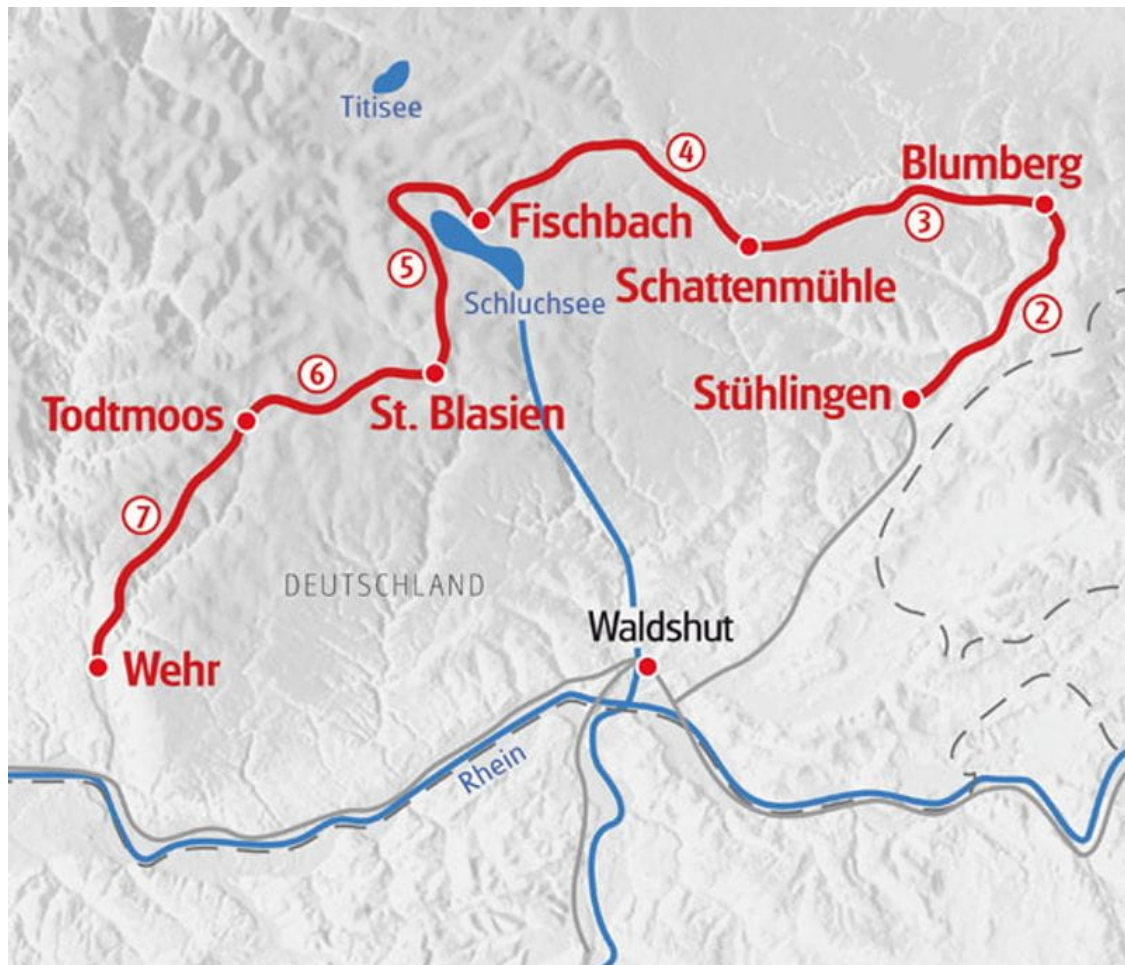 Titisee
4
Blumberg
3
Fischbach
5
Schattenmühle
Schluchsee
2
6
Stühlingen
Todtmoos
St. Blasien
7
DEUTSCHLAND
Waldshut
Wehr
Rhein